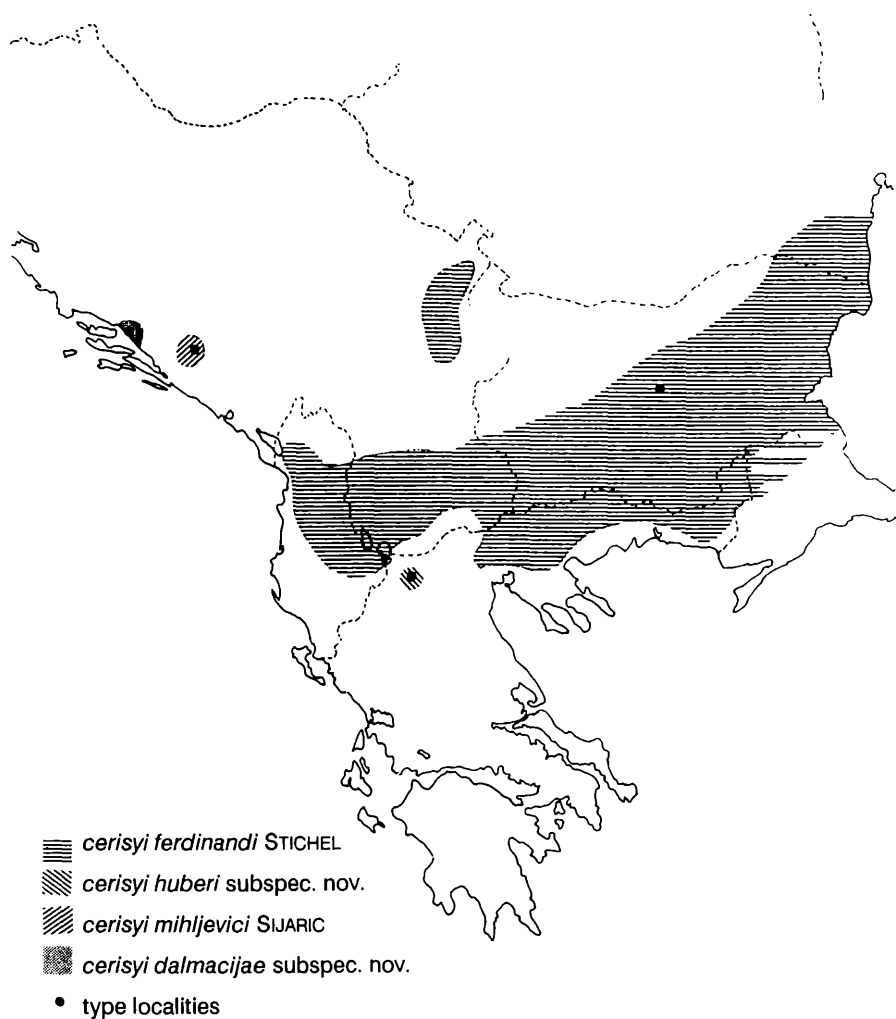 cerisyi ferdinandi STICHEL
cerisyi huberi subspec. nov.
cerisyi mihljevici SIJARIC
cerisyi dalmacijae subspec. nov.
type localities